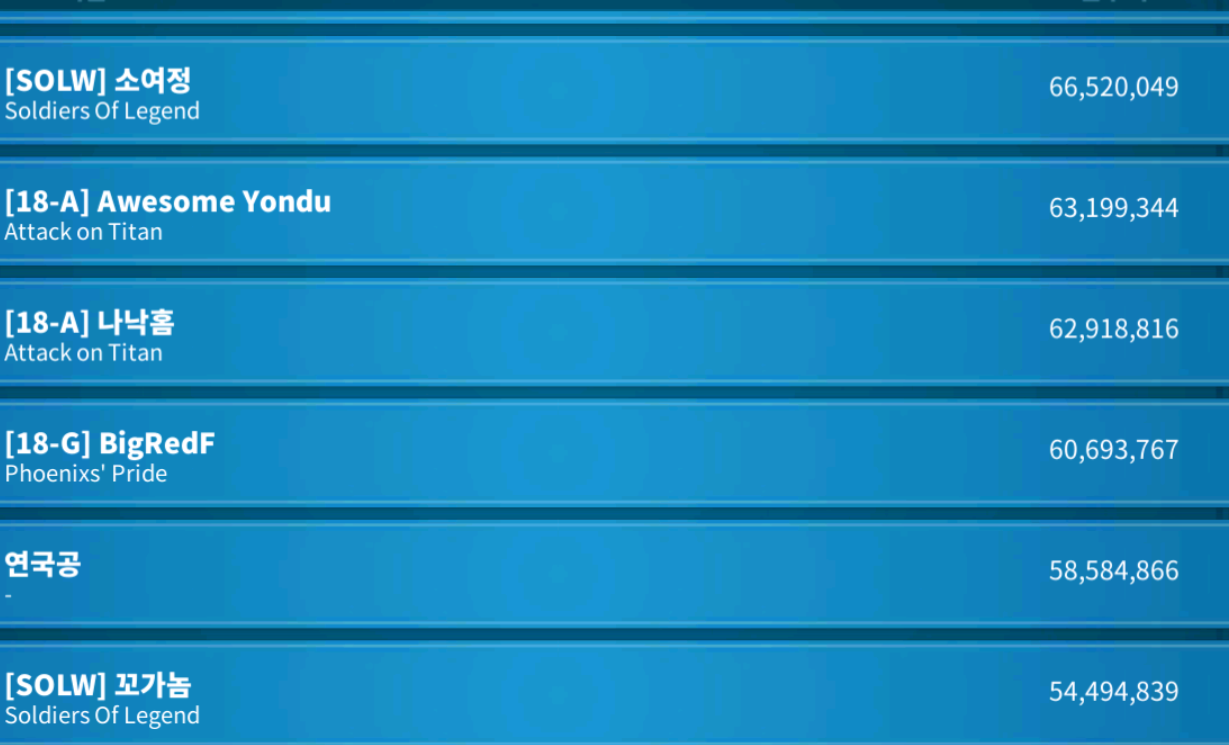 [SOLW] 소여정
Soldiers Of Legend
66,520,049
[18-A] Awesome Yondu
Attack on Titan
63,199,344
[18-A] 나낙홈
Attack on Titan
62,918,816
[18-G] BigRedF
Phoenixs' Pride
60,693,767
연국공
-
58,584,866
[SOLW] 꼬가놈
Soldiers Of Legend
54,494,839